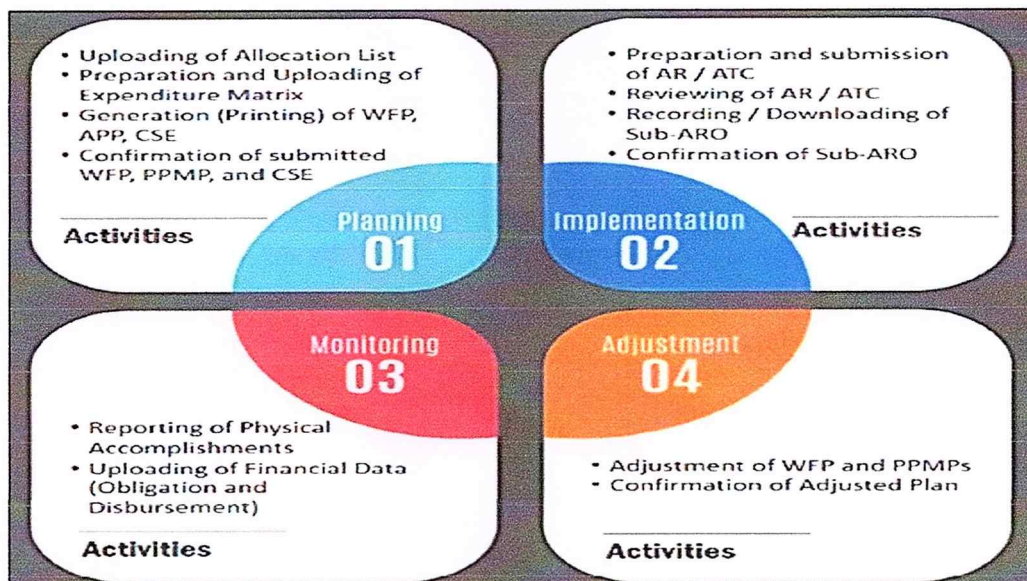 • Uploading of Allocation List
• Preparation and Uploading of
Expenditure Matrix
• Generation (Printing) of WFP,
APP, CSE
• Confirmation of submitted
WFP, PPMP, and CSE
Activities
Planning
01
• Preparation and submission
of AR / ATC
• Reviewing of AR / ATC
• Recording / Downloading of
Sub-ARO
• Confirmation of Sub-ARO
Activities
Implementation
02
Monitoring
03
• Reporting of Physical
Accomplishments
• Uploading of Financial Data
(Obligation and
Disbursement)
Activities
Adjustment
04
• Adjustment of WFP and PPMPs
• Confirmation of Adjusted Plan
Activities